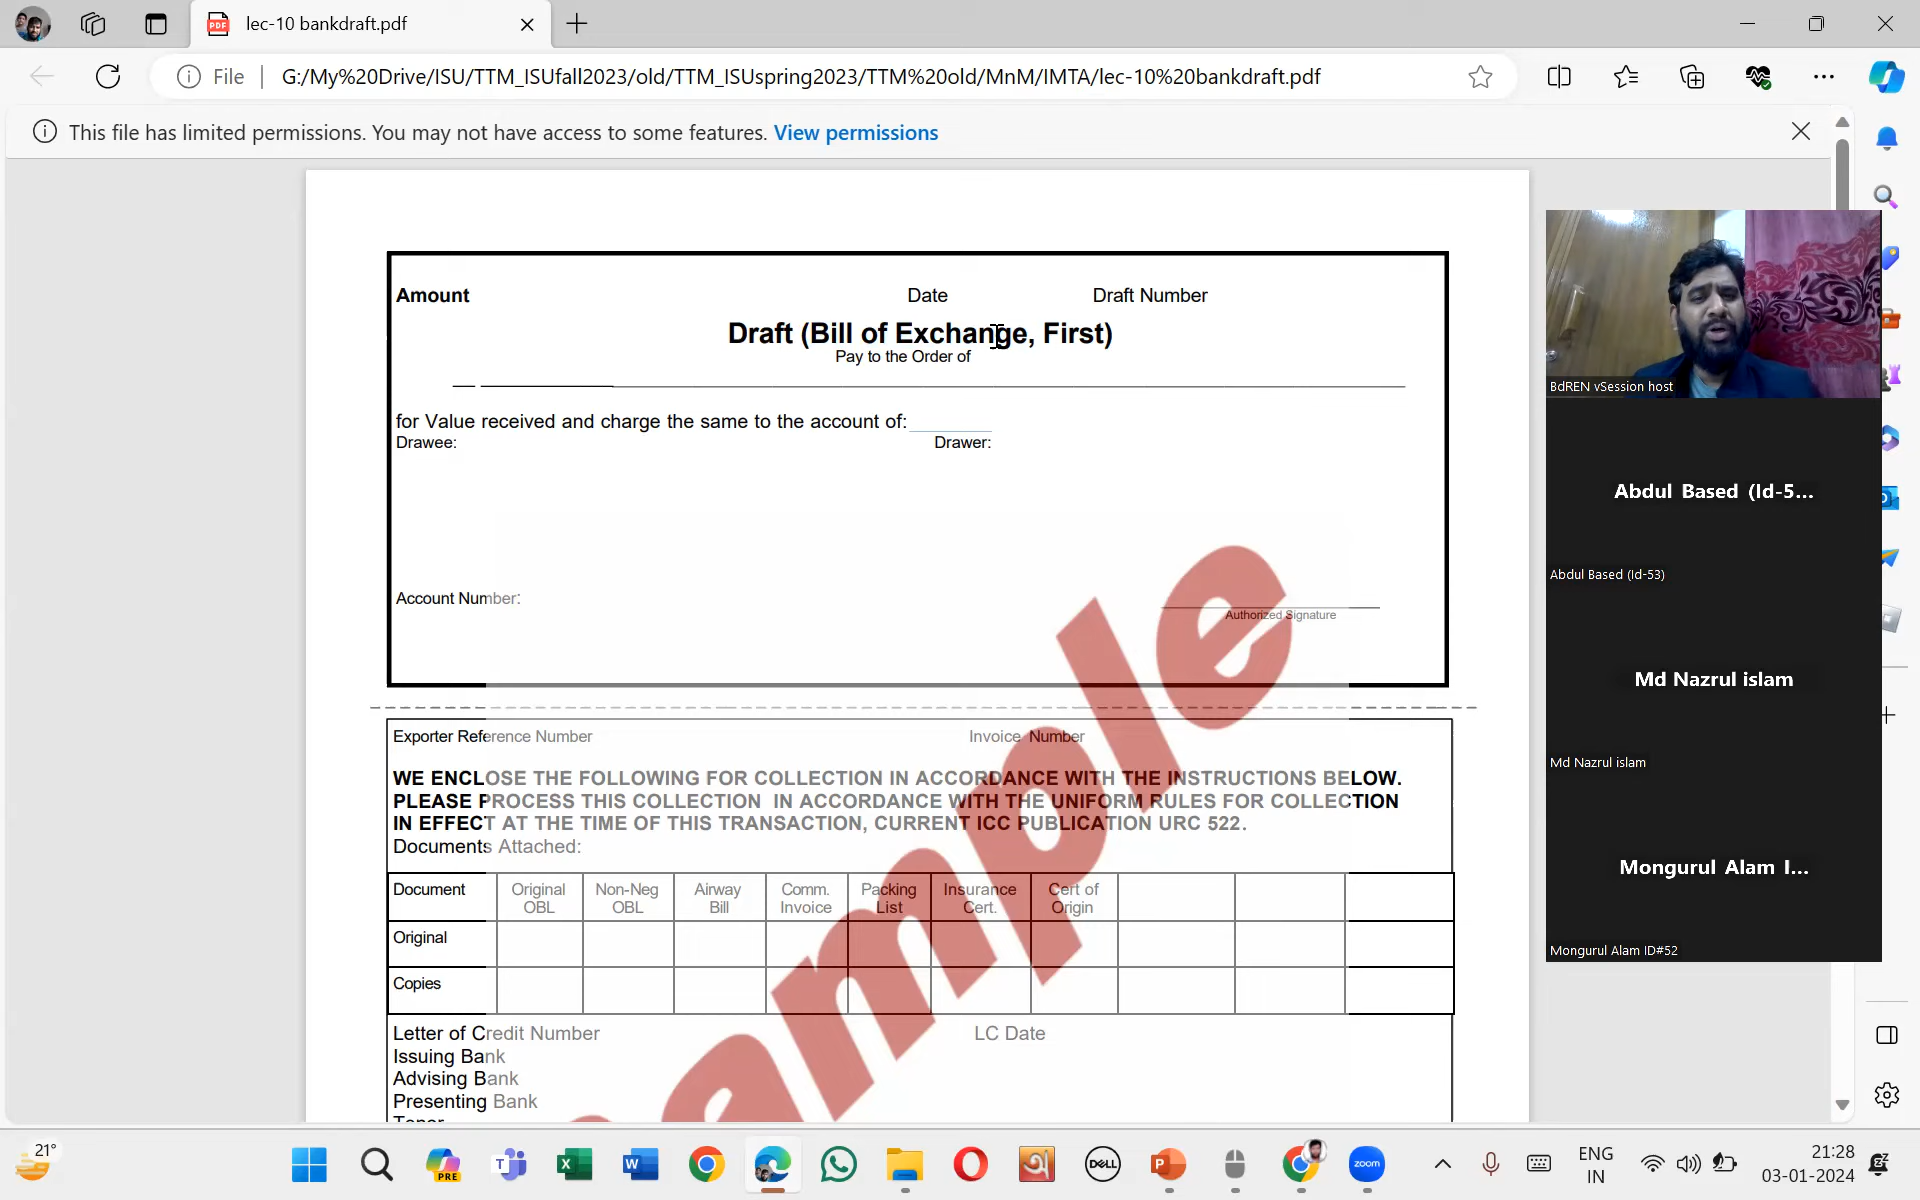 lec-10 bankdraft.pdf
File
G:/My%20Drive/ISU/TTM_ISUfall2023/old/TTM_ISUspring2023/TTM%20old/MnM/IMTA/lec-10%20bankdraft.pdf
This file has limited permissions. You may not have access to some features. View permissions
Amount Date Draft Number
Draft (Bill of Exchange, First)
Pay to the Order of
for Value received and charge the same to the account of:
Drawee: Drawer:
Account Number:
Authorized Signature
Exporter Reference Number Invoice Number
WE ENCLOSE THE FOLLOWING FOR COLLECTION IN ACCORDANCE WITH THE INSTRUCTIONS BELOW.
PLEASE PROCESS THIS COLLECTION IN ACCORDANCE WITH THE UNIFORM RULES FOR COLLECTION
IN EFFECT AT THE TIME OF THIS TRANSACTION, CURRENT ICC PUBLICATION URC 522.
Documents Attached:
Document Original OBL Non-Neg OBL Airway Bill Comm. Invoice Packing List Insurance Cert. Cert of Origin
Original
Copies
Letter of Credit Number LC Date
Issuing Bank
Advising Bank
Presenting Bank
Tenor
ample
BdREN vSession host
Abdul Based (Id-5...
Abdul Based (Id-53)
Md Nazrul islam
Md Nazrul islam
Mongrul Alam I...
Mongurul Alam ID#52
21°
PRE
DELL
zoom
ENG
IN
21:28
03-01-2024